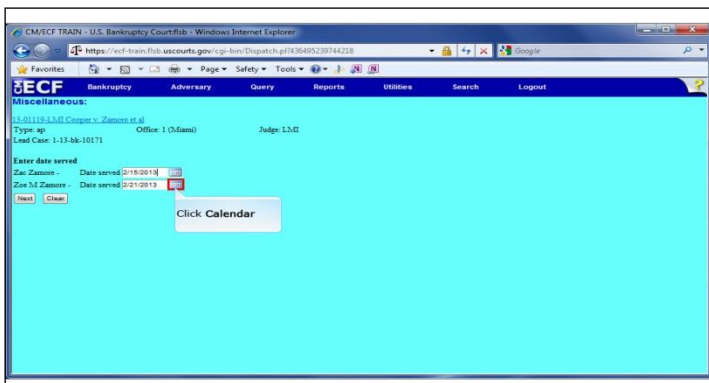 CM/ECF TRAIN - U.S. Bankruptcy Court:flsb - Windows Internet Explorer
https://ecf-train.flsb.uscourts.gov/cgi-bin/Dispatch.pl?436495239744218
Google
Favorites Page Safety Tools
ECF Bankruptcy Adversary Query Reports Utilities Search Logout ?
Miscellaneous:
13-01119-LMI Cooper v. Zamore et al
Type: ap Office: 1 (Miami) Judge: LMI
Lead Case: 1-13-bk-10171
Enter date served
Zac Zamore - Date served 2/15/2013
Zoe M Zamore - Date served 2/21/2013
Next Clear
Click Calendar